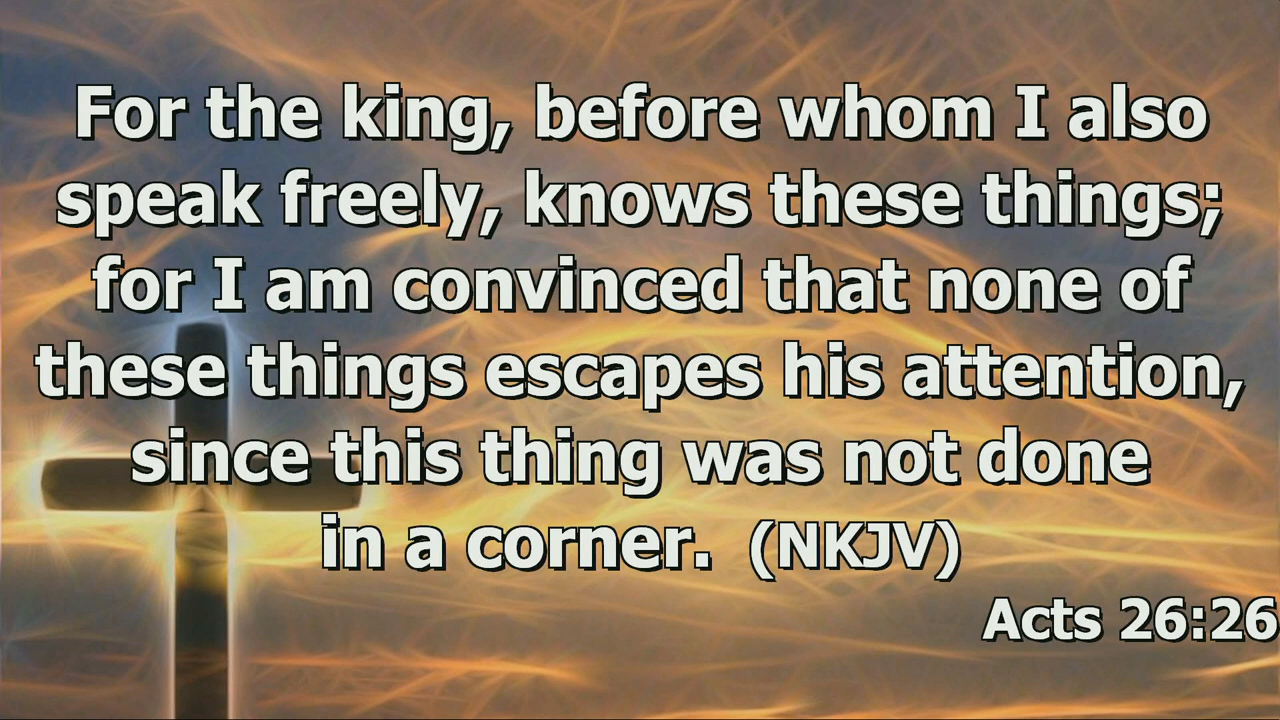 For the king, before whom I also
speak freely, knows these things;
for I am convinced that none of
these things escapes his attention,
since this thing was not done
in a corner. (NKJV)
Acts 26:26